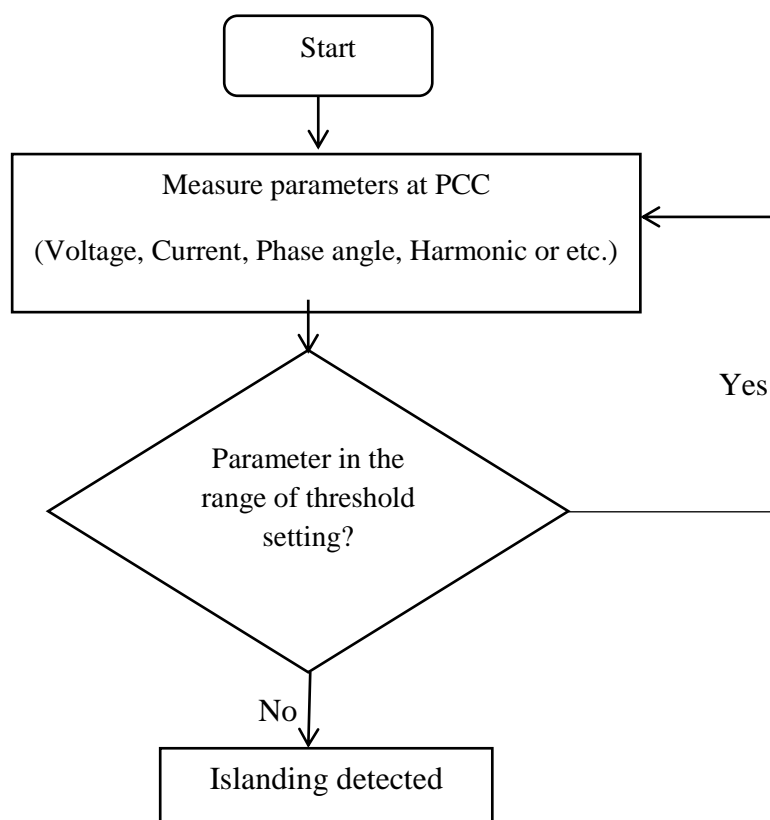 Start
Measure parameters at PCC
(Voltage, Current, Phase angle, Harmonic or etc.)
Yes
Parameter in the
range of threshold
setting?
No
Islanding detected